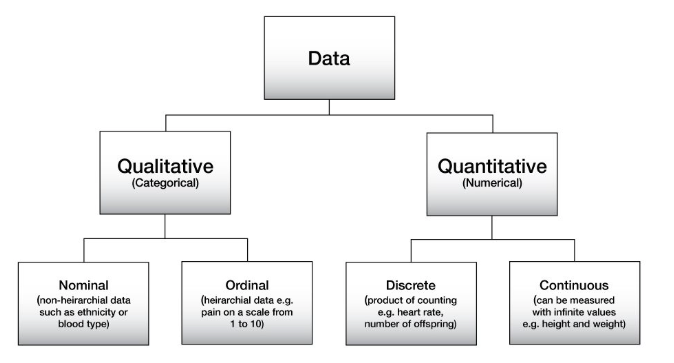 Data
Qualitative
(Categorical)
Quantitative
(Numerical)
Nominal
(non-heirarchial data
such as ethnicity or
blood type)
Ordinal
(heirarchial data e.g.
pain on a scale from
1 to 10)
Discrete
(product of counting
e.g. heart rate,
number of offspring)
Continuous
(can be measured
with infinite values
e.g. height and weight)